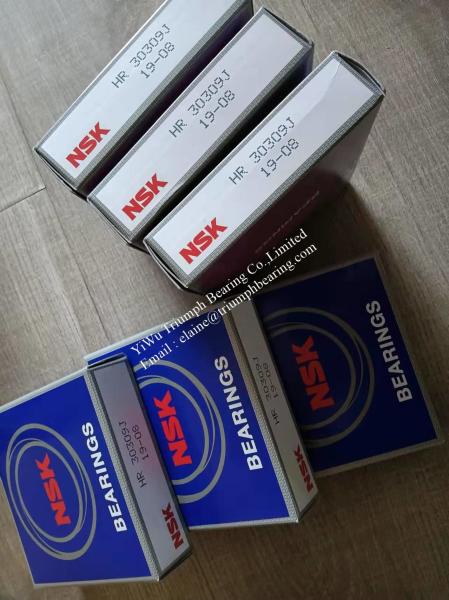 NSK
HR 30309J
19-08
NSK
HR 30309J
19-08
NSK
HR 30309J
19-08
YiWu Triumph Bearing Co.,Limited
Email : elaine@triumphbearing.com
NSK
BEARINGS
NSK
HR 30309J
19-08
NSK
BEARINGS
NSK
HR 30309J
19-08
NSK
BEARINGS